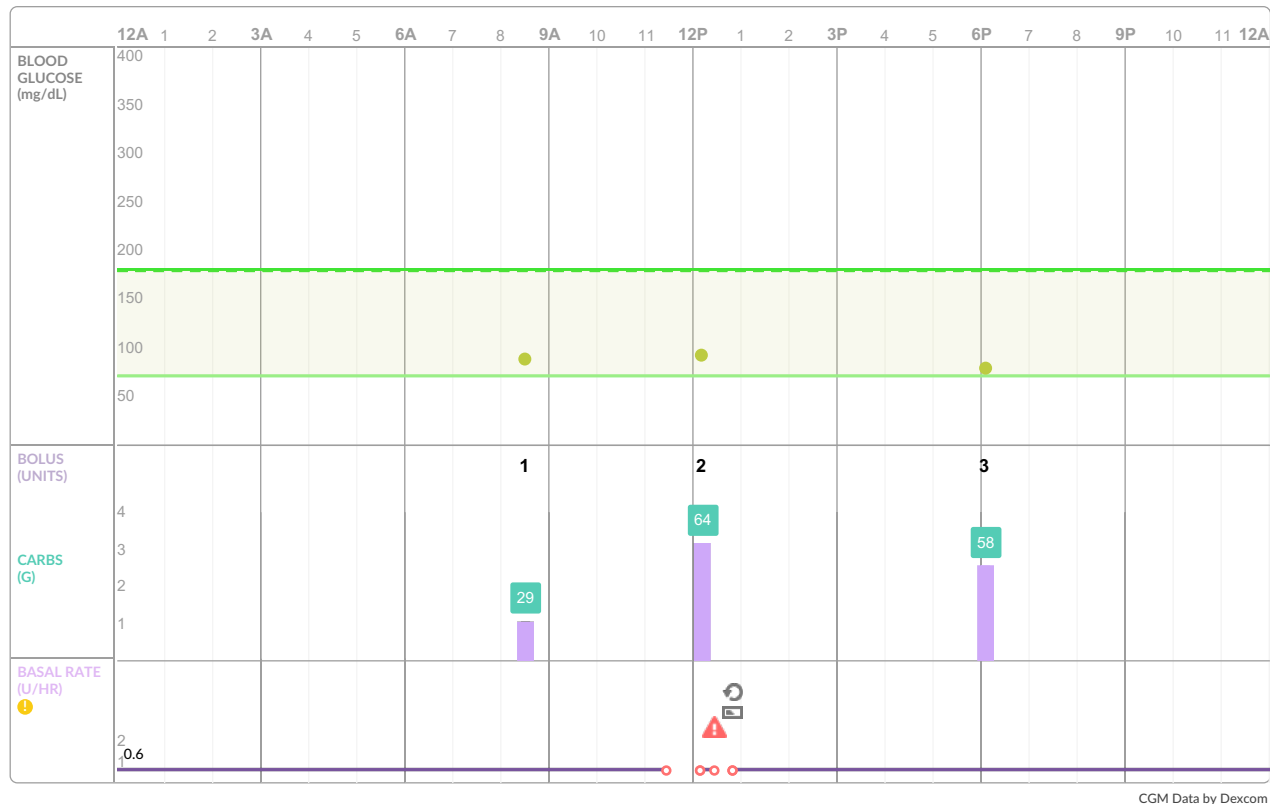 12A 1 2 3A 4 5 6A 7 8 9A 10 11 12P 1 2 3P 4 5 6P 7 8 9P 10 11 12A
BLOOD
GLUCOSE
(mg/dL)
400
350
300
250
200
150
100
50
BOLUS
(UNITS)
1 2 3
CARBS
(G)
4
3
2
1
64
58
29
BASAL RATE
(U/HR)
!
!
2
1
0.6
CGM Data by Dexcom